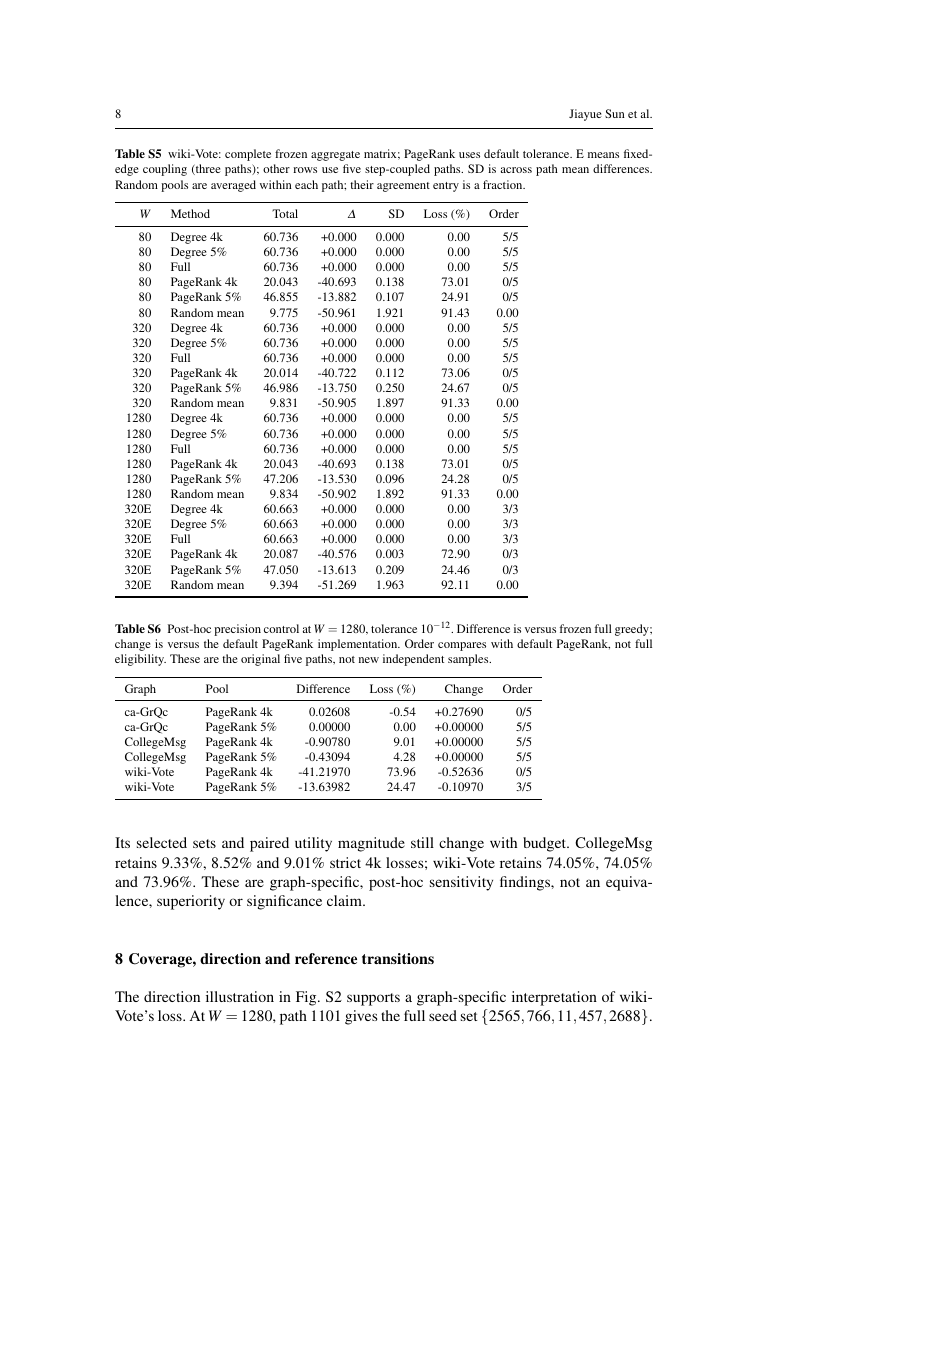 8 Jiayue Sun et al.
Table S5 wiki-Vote: complete frozen aggregate matrix; PageRank uses default tolerance. E means fixed-
edge coupling (three paths); other rows use five step-coupled paths. SD is across path mean differences.
Random pools are averaged within each path; their agreement entry is a fraction.
W Method Total Δ SD Loss (%) Order
80 Degree 4k 60.736 +0.000 0.000 0.00 5/5
80 Degree 5% 60.736 +0.000 0.000 0.00 5/5
80 Full 60.736 +0.000 0.000 0.00 5/5
80 PageRank 4k 20.043 -40.693 0.138 73.01 0/5
80 PageRank 5% 46.855 -13.882 0.107 24.91 0/5
80 Random mean 9.775 -50.961 1.921 91.43 0.00
320 Degree 4k 60.736 +0.000 0.000 0.00 5/5
320 Degree 5% 60.736 +0.000 0.000 0.00 5/5
320 Full 60.736 +0.000 0.000 0.00 5/5
320 PageRank 4k 20.014 -40.722 0.112 73.06 0/5
320 PageRank 5% 46.986 -13.750 0.250 24.67 0/5
320 Random mean 9.831 -50.905 1.897 91.33 0.00
1280 Degree 4k 60.736 +0.000 0.000 0.00 5/5
1280 Degree 5% 60.736 +0.000 0.000 0.00 5/5
1280 Full 60.736 +0.000 0.000 0.00 5/5
1280 PageRank 4k 20.043 -40.693 0.138 73.01 0/5
1280 PageRank 5% 47.206 -13.530 0.096 24.28 0/5
1280 Random mean 9.834 -50.902 1.892 91.33 0.00
320E Degree 4k 60.663 +0.000 0.000 0.00 3/3
320E Degree 5% 60.663 +0.000 0.000 0.00 3/3
320E Full 60.663 +0.000 0.000 0.00 3/3
320E PageRank 4k 20.087 -40.576 0.003 72.90 0/3
320E PageRank 5% 47.050 -13.613 0.209 24.46 0/3
320E Random mean 9.394 -51.269 1.963 92.11 0.00
Table S6 Post-hoc precision control at W = 1280, tolerance 10⁻¹². Difference is versus frozen full greedy;
change is versus the default PageRank implementation. Order compares with default PageRank, not full
eligibility. These are the original five paths, not new independent samples.
Graph Pool Difference Loss (%) Change Order
ca-GrQc PageRank 4k 0.02608 -0.54 +0.27690 0/5
ca-GrQc PageRank 5% 0.00000 0.00 +0.00000 5/5
CollegeMsg PageRank 4k -0.90780 9.01 +0.00000 5/5
CollegeMsg PageRank 5% -0.43094 4.28 +0.00000 5/5
wiki-Vote PageRank 4k -41.21970 73.96 -0.52636 0/5
wiki-Vote PageRank 5% -13.63982 24.47 -0.10970 3/5
Its selected sets and paired utility magnitude still change with budget. CollegeMsg
retains 9.33%, 8.52% and 9.01% strict 4k losses; wiki-Vote retains 74.05%, 74.05%
and 73.96%. These are graph-specific, post-hoc sensitivity findings, not an equiva-
lence, superiority or significance claim.
8 Coverage, direction and reference transitions
The direction illustration in Fig. S2 supports a graph-specific interpretation of wiki-
Vote's loss. At W = 1280, path 1101 gives the full seed set {2565,766,11,457,2688}.